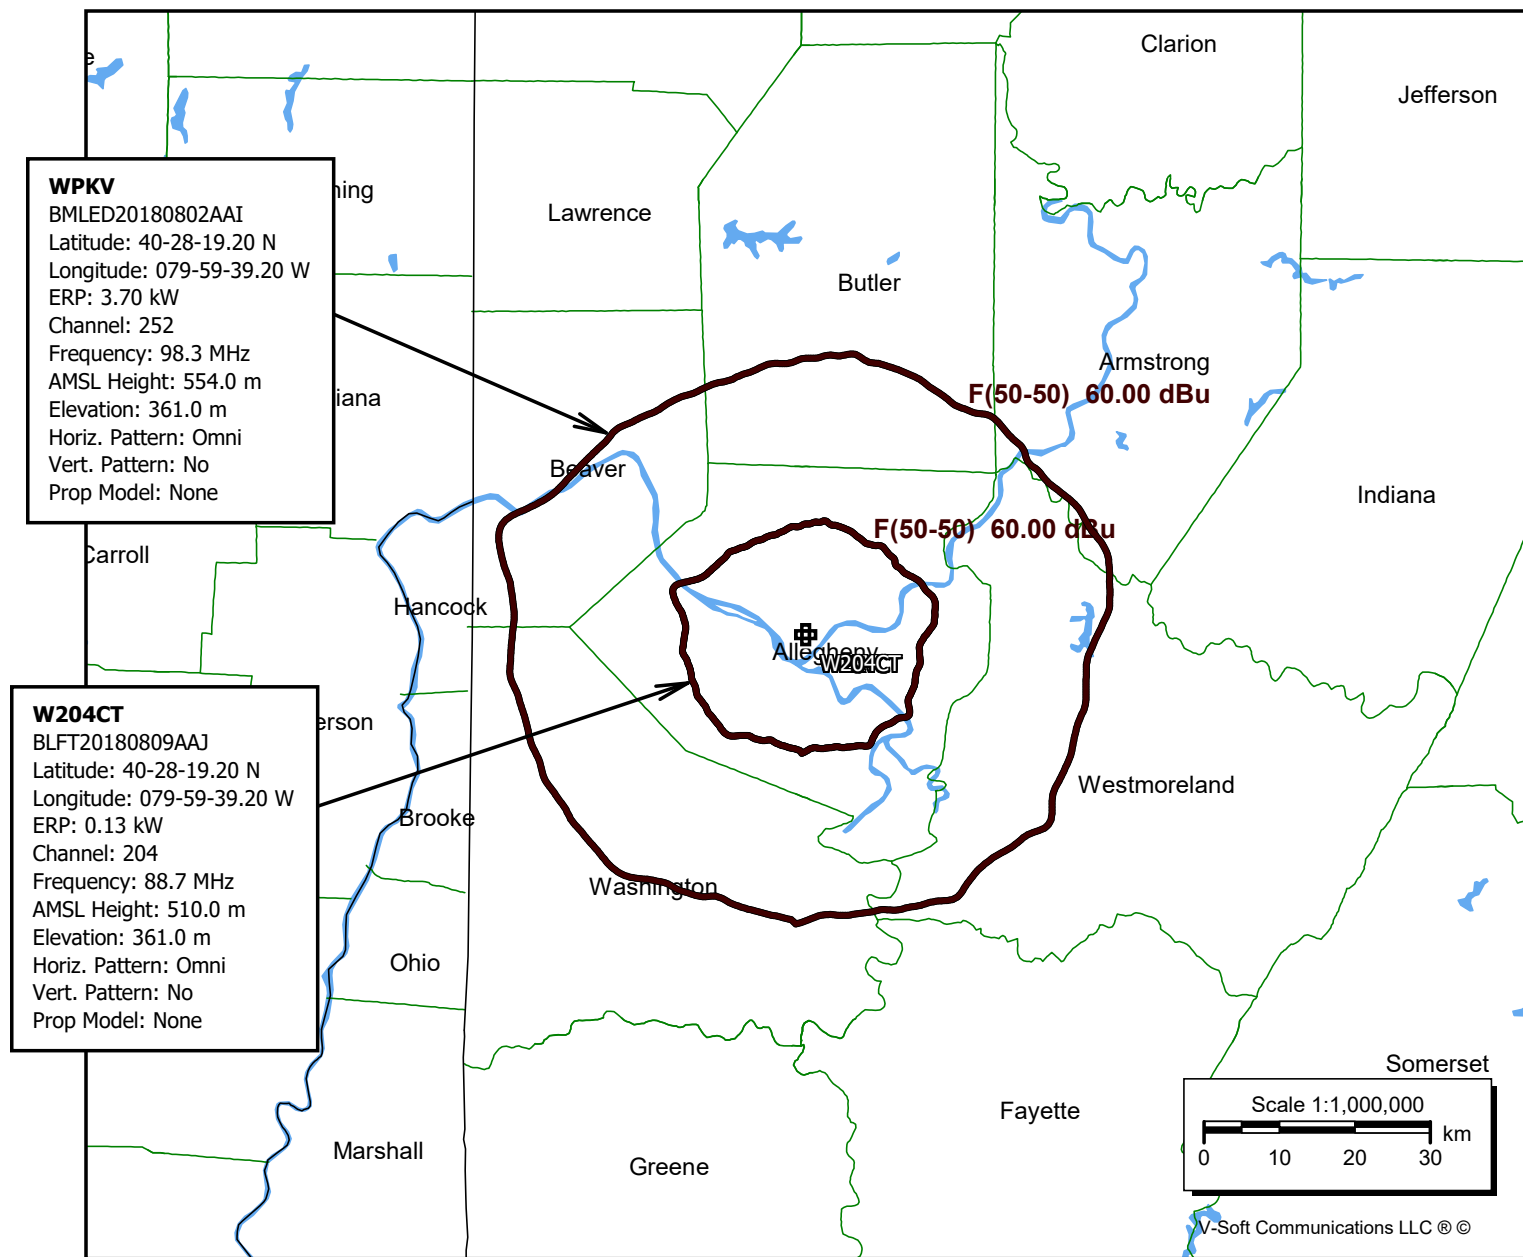 Clarion
e
Jefferson
WPKV
BMLED20180802AAI
Latitude: 40-28-19.20 N
Longitude: 079-59-39.20 W
ERP: 3.70 kW
Channel: 252
Frequency: 98.3 MHz
AMSL Height: 554.0 m
Elevation: 361.0 m
Horiz. Pattern: Omni
Vert. Pattern: No
Prop Model: None
ning
Lawrence
Butler
Armstrong
F(50-50) 60.00 dBu
iana
Beaver
Indiana
F(50-50) 60.00 dBu
Carroll
Hancock
Allegheny
W204CT
W204CT
BLFT20180809AAJ
Latitude: 40-28-19.20 N
Longitude: 079-59-39.20 W
ERP: 0.13 kW
Channel: 204
Frequency: 88.7 MHz
AMSL Height: 510.0 m
Elevation: 361.0 m
Horiz. Pattern: Omni
Vert. Pattern: No
Prop Model: None
erson
Westmoreland
Brooke
Washington
Ohio
Somerset
Fayette
Marshall
Greene
Scale 1:1,000,000
km
0 10 20 30
V-Soft Communications LLC ® ©